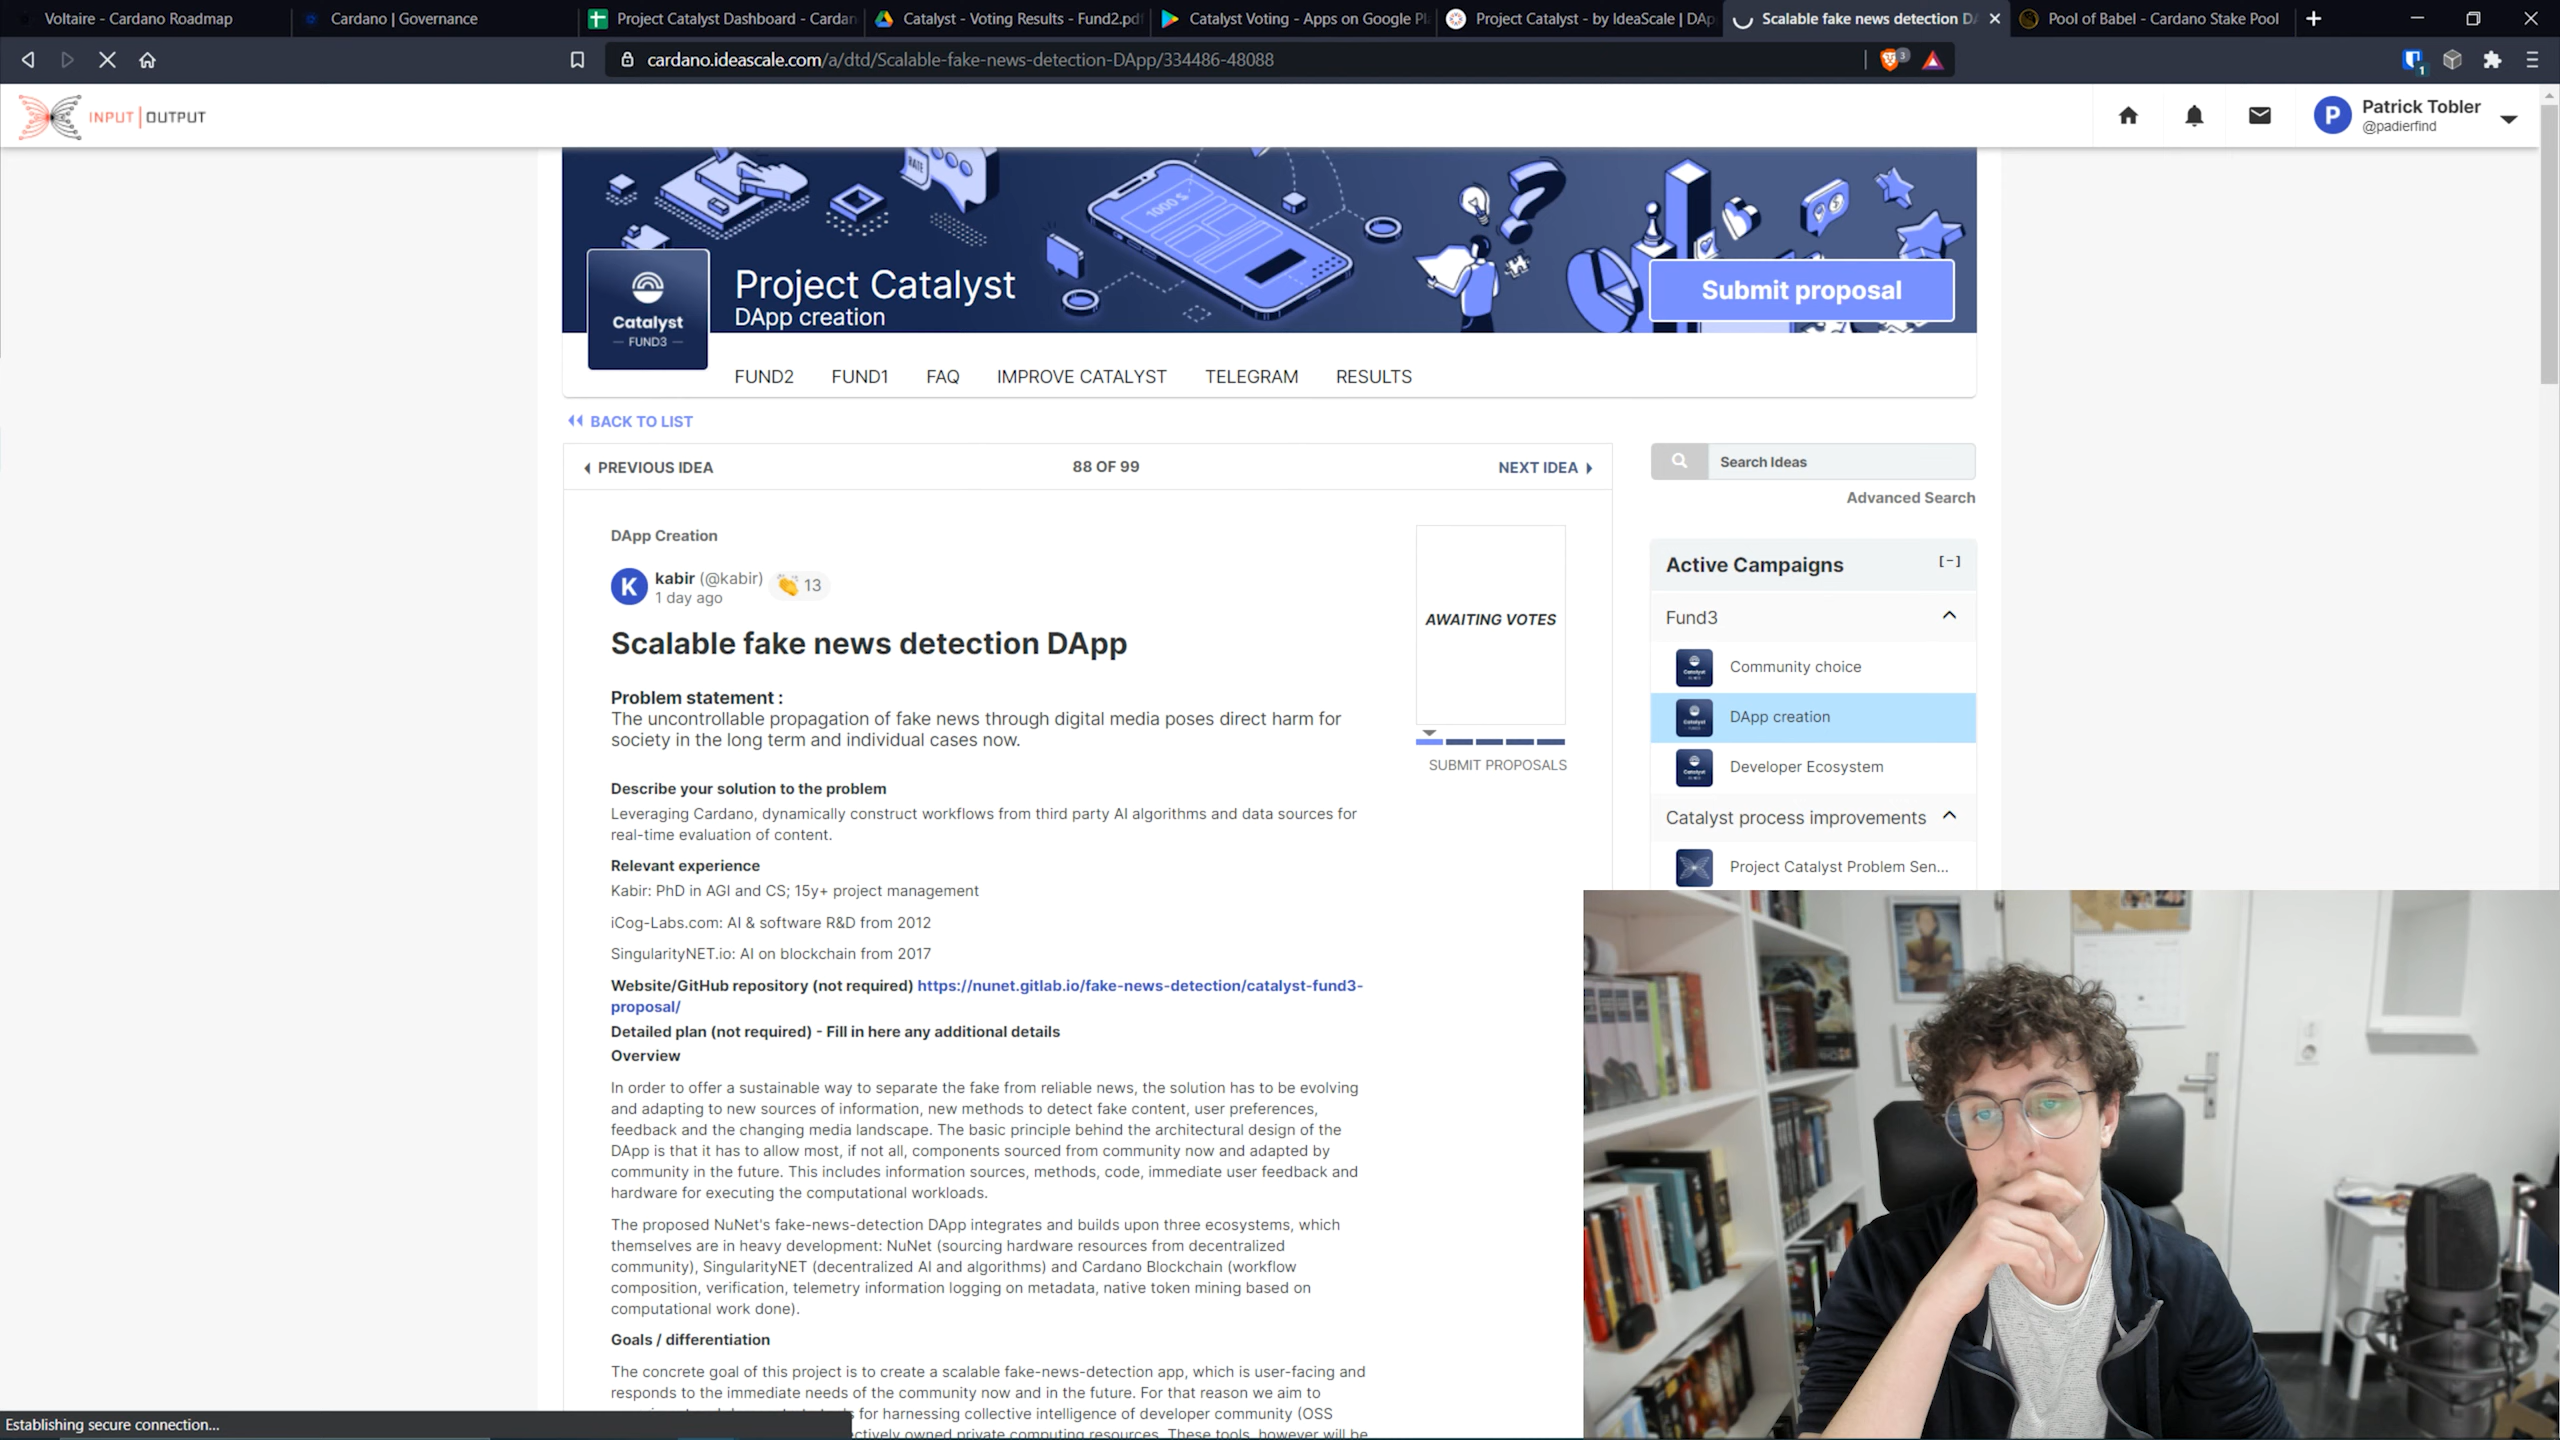 Voltaire - Cardano Roadmap
Cardano | Governance
Project Catalyst Dashboard - Cardan
Catalyst - Voting Results - Fund2.pdf
Catalyst Voting - Apps on Google Pl
Project Catalyst - by IdeaScale | DAp
Scalable fake news detection DA
Pool of Babel - Cardano Stake Pool
cardano.ideascale.com/a/dtd/Scalable-fake-news-detection-DApp/334486-48088
3
1
INPUT | OUTPUT
P
Patrick Tobler
@padierfind
RATE
1000 $
Project Catalyst
DApp creation
Submit proposal
Catalyst
— FUND3 —
FUND2
FUND1
FAQ
IMPROVE CATALYST
TELEGRAM
RESULTS
BACK TO LIST
PREVIOUS IDEA
88 OF 99
NEXT IDEA
Search Ideas
Advanced Search
DApp Creation
K
kabir (@kabir)
13
1 day ago
AWAITING VOTES
SUBMIT PROPOSALS
Scalable fake news detection DApp
Problem statement :
The uncontrollable propagation of fake news through digital media poses direct harm for
society in the long term and individual cases now.
Describe your solution to the problem
Leveraging Cardano, dynamically construct workflows from third party AI algorithms and data sources for
real-time evaluation of content.
Relevant experience
Kabir: PhD in AGI and CS; 15y+ project management
iCog-Labs.com: AI & software R&D from 2012
SingularityNET.io: AI on blockchain from 2017
Website/GitHub repository (not required) https://nunet.gitlab.io/fake-news-detection/catalyst-fund3-
proposal/
Detailed plan (not required) - Fill in here any additional details
Overview
In order to offer a sustainable way to separate the fake from reliable news, the solution has to be evolving
and adapting to new sources of information, new methods to detect fake content, user preferences,
feedback and the changing media landscape. The basic principle behind the architectural design of the
DApp is that it has to allow most, if not all, components sourced from community now and adapted by
community in the future. This includes information sources, methods, code, immediate user feedback and
hardware for executing the computational workloads.
The proposed NuNet's fake-news-detection DApp integrates and builds upon three ecosystems, which
themselves are in heavy development: NuNet (sourcing hardware resources from decentralized
community), SingularityNET (decentralized AI and algorithms) and Cardano Blockchain (workflow
composition, verification, telemetry information logging on metadata, native token mining based on
computational work done).
Goals / differentiation
The concrete goal of this project is to create a scalable fake-news-detection app, which is user-facing and
responds to the immediate needs of the community now and in the future. For that reason we aim to
for harnessing collective intelligence of developer community (OSS
ctively owned private computing resources. These tools, however will be
Active Campaigns
[-]
Fund3
Community choice
DApp creation
Developer Ecosystem
Catalyst process improvements
Project Catalyst Problem Sen...
Establishing secure connection...